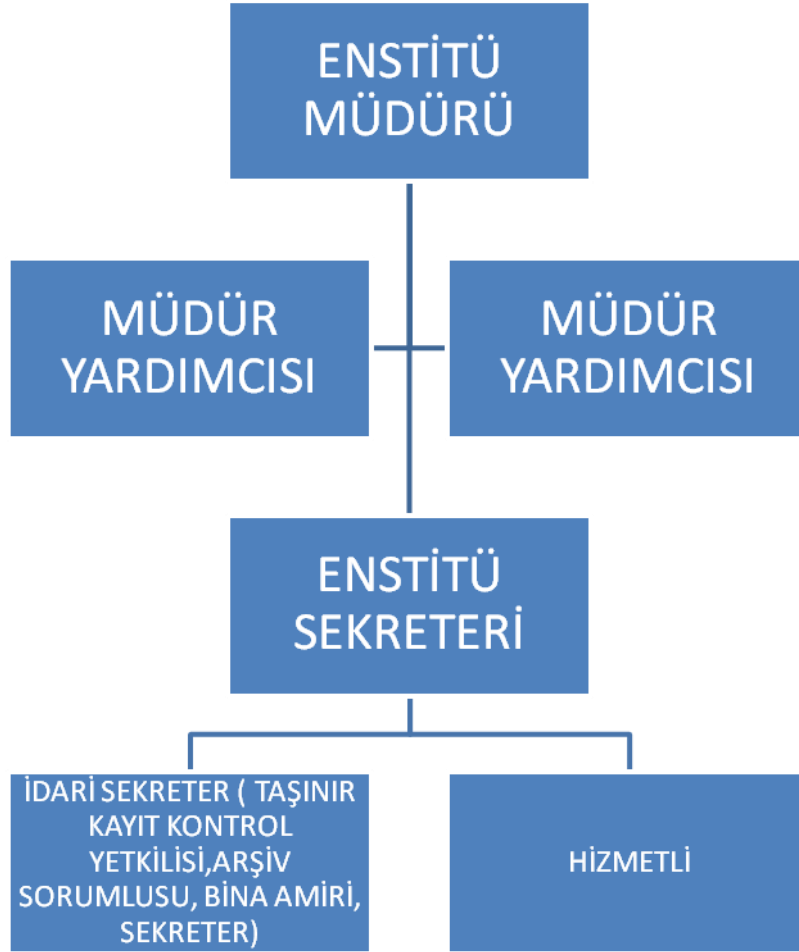 ENSTİTÜ
MÜDÜRÜ
MÜDÜR
YARDIMCISI
MÜDÜR
YARDIMCISI
ENSTİTÜ
SEKRETERİ
İDARİ SEKRETER ( TAŞINIR
KAYIT KONTROL
YETKİLİSİ,ARŞİV
SORUMLUSU, BİNA AMİRİ,
SEKRETER)
HİZMETLİ